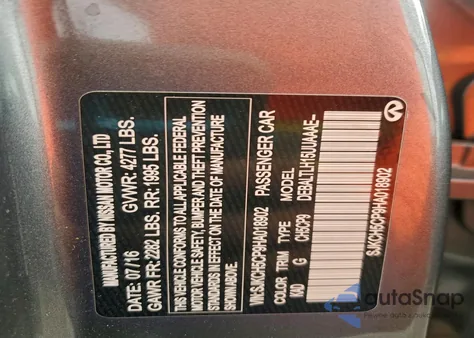 MANUFACTURED BY NISSAN MOTOR CO., LTD
DATE: 07/16 GVWR: 4277 LBS.
GAWR FR: 2282 LBS. RR: 1995 LBS.
THIS VEHICLE CONFORMS TO ALL APPLICABLE FEDERAL
MOTOR VEHICLE SAFETY, BUMPER AND THEFT PREVENTION
STANDARDS IN EFFECT ON THE DATE OF MANUFACTURE
SHOWN ABOVE.
VIN: SJKCH5CP9HA018902 PASSENGER CAR
COLOR TRIM TYPE MODEL
KAD G CH5CP9 DEBALTLH15UUAAAE--
SJKCH5CP9HA018902
autaSnap